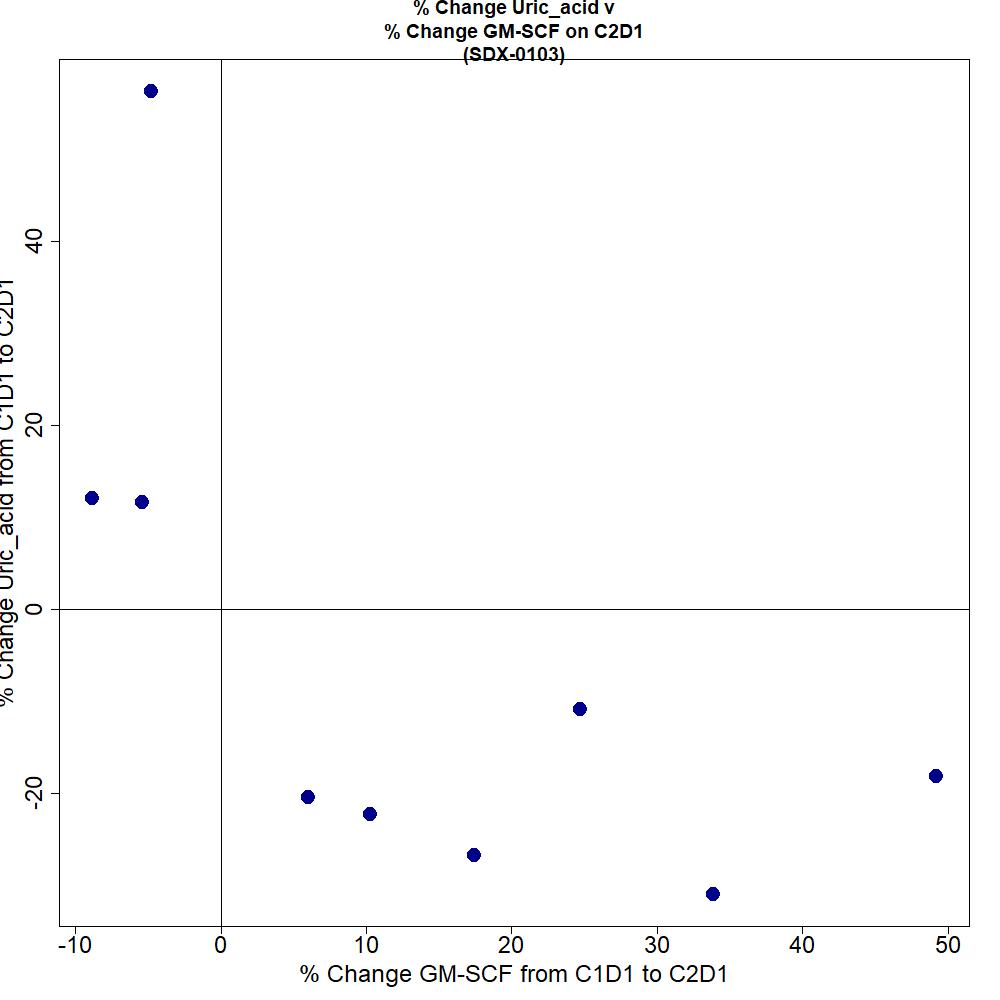 % Change Uric_acid v
% Change GM-SCF on C2D1
(SDX-0103)
% Change Uric_acid from C1D1 to C2D1
40
20
0
-20
-10
0
10
20
30
40
50
% Change GM-SCF from C1D1 to C2D1